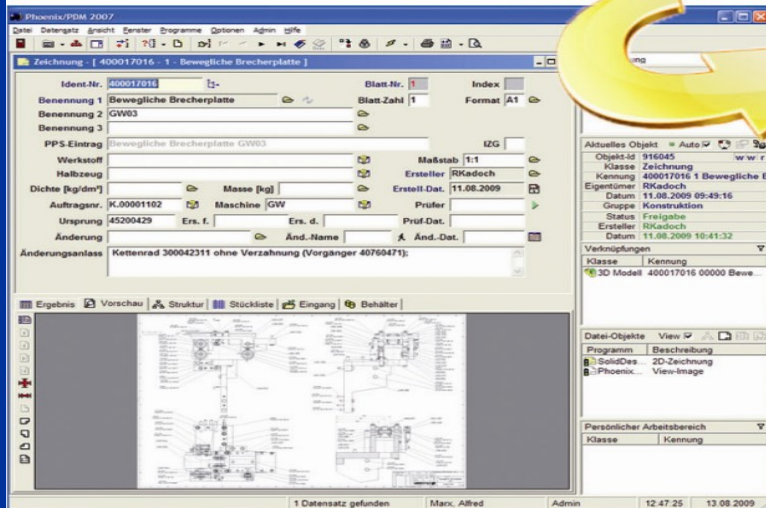 Phoenix/PDM 2007
Datei Datensatz Ansicht Fenster Programme Optionen Admin Hilfe
Zeichnung - [ 400017016 - 1 - Bewegliche Brecherplatte ]
Ident-Nr. 400017016 Blatt-Nr. 1 Index
Benennung 1 Bewegliche Brecherplatte Blatt-Zahl 1 Format A1
Benennung 2 GW03
Benennung 3
PPS-Eintrag Bewegliche Brecherplatte GW03 IZG
Werkstoff Maßstab 1:1
Halbzeug Ersteller RKadoch
Dichte [kg/dm³] Masse [kg] Erstell-Dat. 11.08.2009
Auftragsnr. K.00001102 Maschine GW Prüfer
Ursprung 45200429 Ers. f. Ers. d. Prüf-Dat.
Änderung Änd.-Name Änd.-Dat.
Änderungsanlass Kettenrad 300042311 ohne Verzahnung (Vorgänger 40760471);
Ergebnis Vorschau Struktur Stückliste Eingang Behälter
Aktuelles Objekt Auto
Objekt-Id 916045 w w r
Klasse Zeichnung
Kennung 400017016 1 Bewegliche B
Eigentümer RKadoch
Datum 11.08.2009 09:49:16
Gruppe Konstruktion
Status Freigabe
Ersteller RKadoch
Datum 11.08.2009 10:41:32
Verknüpfungen
Klasse Kennung
3D Modell 400017016 00000 Bewe...
Datei-Objekte View
Programm Beschreibung
SolidDes... 2D-Zeichnung
Phoenix... View-Image
Persönlicher Arbeitsbereich
Klasse Kennung
1 Datensatz gefunden Marx, Alfred Admin 12:47:25 13.08.2009